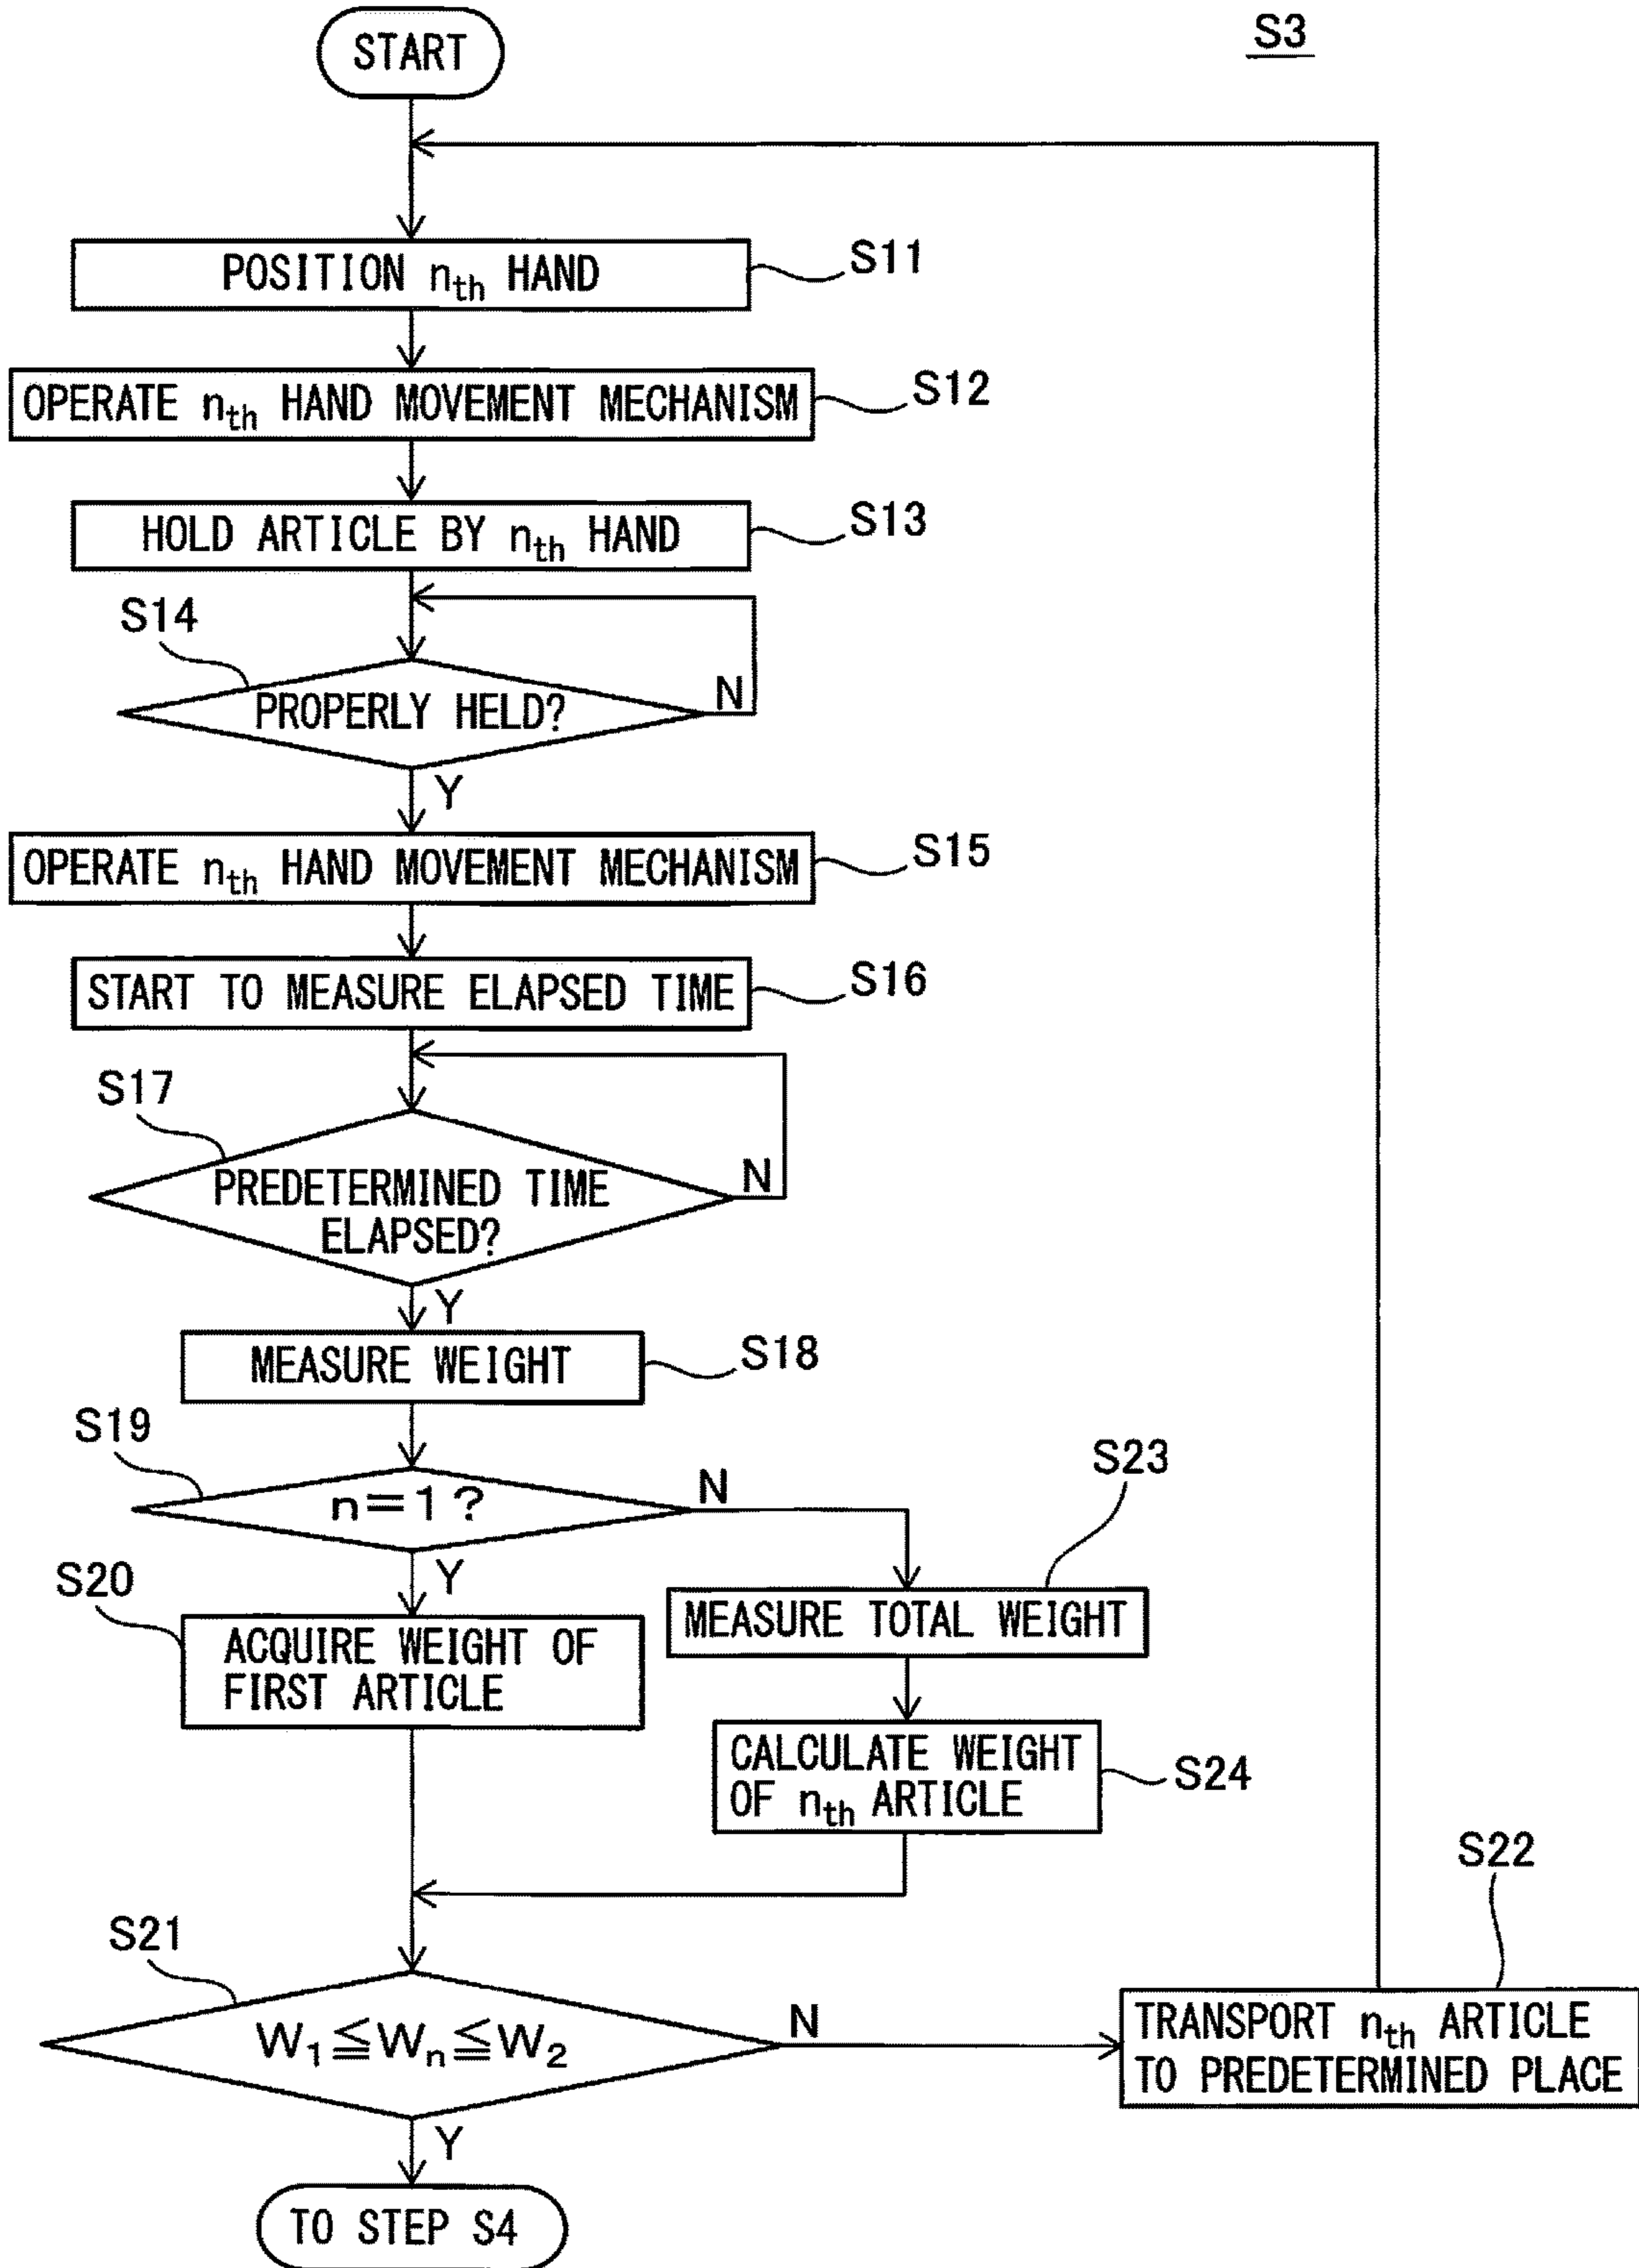 START
S3
POSITION nth HAND
S11
OPERATE nth HAND MOVEMENT MECHANISM
S12
HOLD ARTICLE BY nth HAND
S13
S14
PROPERLY HELD?
N
Y
OPERATE nth HAND MOVEMENT MECHANISM
S15
START TO MEASURE ELAPSED TIME
S16
S17
PREDETERMINED TIME
ELAPSED?
N
Y
MEASURE WEIGHT
S18
S19
n=1?
N
Y
S23
MEASURE TOTAL WEIGHT
S20
ACQUIRE WEIGHT OF
FIRST ARTICLE
CALCULATE WEIGHT
OF nth ARTICLE
S24
S21
W1≦Wn≦W2
N
Y
S22
TRANSPORT nth ARTICLE
TO PREDETERMINED PLACE
TO STEP S4